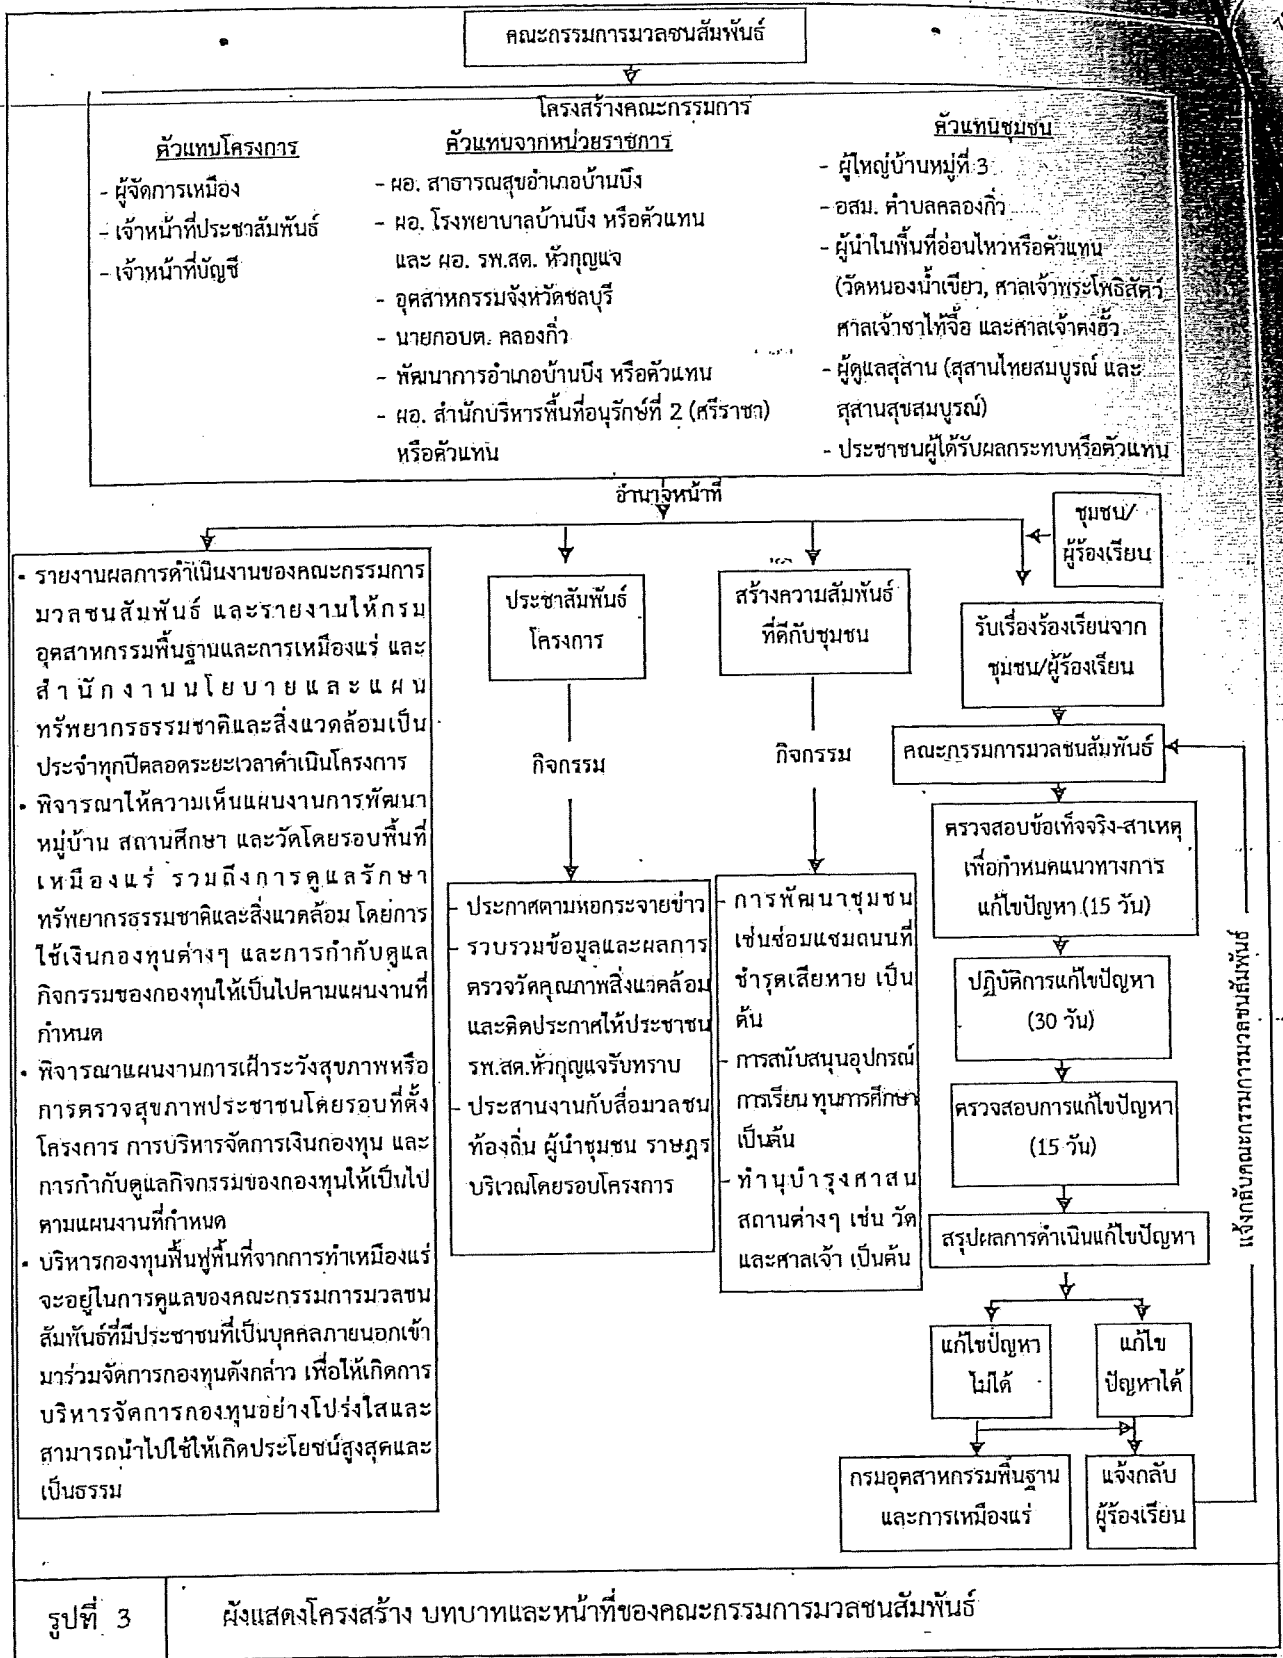 คณะกรรมการมวลชนสัมพันธ์
โครงสร้างคณะกรรมการ
ตัวแทนโครงการ
- ผู้จัดการเหมือง
- เจ้าหน้าที่ประชาสัมพันธ์
- เจ้าหน้าที่บัญชี
ตัวแทนจากหน่วยราชการ
- ผอ. สาธารณสุขอำเภอบ้านบึง
- ผอ. โรงพยาบาลบ้านบึง หรือตัวแทน
และ ผอ. รพ.สต. หัวกุญแจ
- อุตสาหกรรมจังหวัดชลบุรี
- นายกอบต. คลองกิ่ว
- พัฒนาการอำเภอบ้านบึง หรือตัวแทน
- ผอ. สำนักบริหารพื้นที่อนุรักษ์ที่ 2 (ศรีราชา)
หรือตัวแทน
ตัวแทนชุมชน
- ผู้ใหญ่บ้านหมู่ที่ 3
- อสม. ตำบลคลองกิ่ว
- ผู้นำในพื้นที่อ่อนไหวหรือตัวแทน
(วัดหนองน้ำเขียว, ศาลเจ้าพระโพธิสัตว์
ศาลเจ้าซาไท้จื้อ และศาลเจ้าตงฮั้ว
- ผู้ดูแลสุสาน (สุสานไทยสมบูรณ์ และ
สุสานสุขสมบูรณ์)
- ประชาชนผู้ได้รับผลกระทบหรือตัวแทน
อำนาจหน้าที่
• รายงานผลการดำเนินงานของคณะกรรมการ
มวลชนสัมพันธ์ และรายงานให้กรม
อุตสาหกรรมพื้นฐานและการเหมืองแร่ และ
สำนักงานนโยบายและแผน
ทรัพยากรธรรมชาติและสิ่งแวดล้อมเป็น
ประจำทุกปีตลอดระยะเวลาดำเนินโครงการ
• พิจารณาให้ความเห็นแผนงานการพัฒนา
หมู่บ้าน สถานศึกษา และวัดโดยรอบพื้นที่
เหมืองแร่ รวมถึงการดูแลรักษา
ทรัพยากรธรรมชาติและสิ่งแวดล้อม โดยการ
ใช้เงินกองทุนต่างๆ และการกำกับดูแล
กิจกรรมของกองทุนให้เป็นไปตามแผนงานที่
กำหนด
• พิจารณาแผนงานการเฝ้าระวังสุขภาพหรือ
การตรวจสุขภาพประชาชนโดยรอบที่ตั้ง
โครงการ การบริหารจัดการเงินกองทุน และ
การกำกับดูแลกิจกรรมของกองทุนให้เป็นไป
ตามแผนงานที่กำหนด
• บริหารกองทุนฟื้นฟูพื้นที่จากการทำเหมืองแร่
จะอยู่ในการดูแลของคณะกรรมการมวลชน
สัมพันธ์ที่มีประชาชนที่เป็นบุคคลภายนอกเข้า
มาร่วมจัดการกองทุนดังกล่าว เพื่อให้เกิดการ
บริหารจัดการกองทุนอย่างโปร่งใสและ
สามารถนำไปใช้ให้เกิดประโยชน์สูงสุดและ
เป็นธรรม
ประชาสัมพันธ์
โครงการ
กิจกรรม
- ประกาศตามหอกระจายข่าว
- รวบรวมข้อมูลและผลการ
ตรวจวัดคุณภาพสิ่งแวดล้อม
และติดประกาศให้ประชาชน
รพ.สต.หัวกุญแจรับทราบ
- ประสานงานกับสื่อมวลชน
ท้องถิ่น ผู้นำชุมชน ราษฎร
บริเวณโดยรอบโครงการ
สร้างความสัมพันธ์
ที่ดีกับชุมชน
กิจกรรม
- การพัฒนาชุมชน
เช่นซ่อมแซมถนนที่
ชำรุดเสียหาย เป็น
ต้น
- การสนับสนุนอุปกรณ์
การเรียน ทุนการศึกษา
เป็นต้น
- ทำนุบำรุงศาสน
สถานต่างๆ เช่น วัด
และศาลเจ้า เป็นต้น
ชุมชน/
ผู้ร้องเรียน
รับเรื่องร้องเรียนจาก
ชุมชน/ผู้ร้องเรียน
คณะกรรมการมวลชนสัมพันธ์
ตรวจสอบข้อเท็จจริง-สาเหตุ
เพื่อกำหนดแนวทางการ
แก้ไขปัญหา (15 วัน)
ปฏิบัติการแก้ไขปัญหา
(30 วัน)
ตรวจสอบการแก้ไขปัญหา
(15 วัน)
สรุปผลการดำเนินแก้ไขปัญหา
แก้ไขปัญหา
ไม่ได้
แก้ไข
ปัญหาได้
กรมอุตสาหกรรมพื้นฐาน
และการเหมืองแร่
แจ้งกลับ
ผู้ร้องเรียน
แจ้งกลับคณะกรรมการมวลชนสัมพันธ์
รูปที่ 3
ผังแสดงโครงสร้าง บทบาทและหน้าที่ของคณะกรรมการมวลชนสัมพันธ์